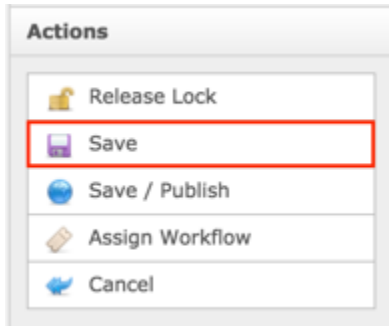 Actions
Release Lock
Save
Save / Publish
Assign Workflow
Cancel